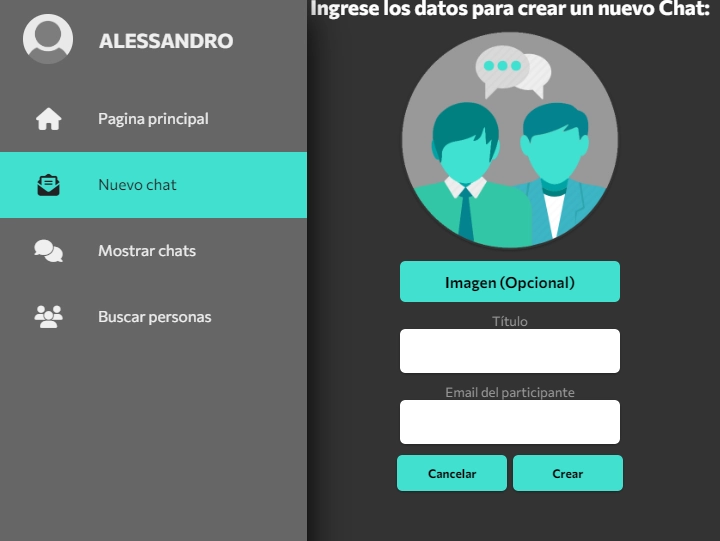 ALESSANDRO
Pagina principal
Nuevo chat
Mostrar chats
Buscar personas
Ingrese los datos para crear un nuevo Chat:
Imagen (Opcional)
Título
Email del participante
Cancelar
Crear